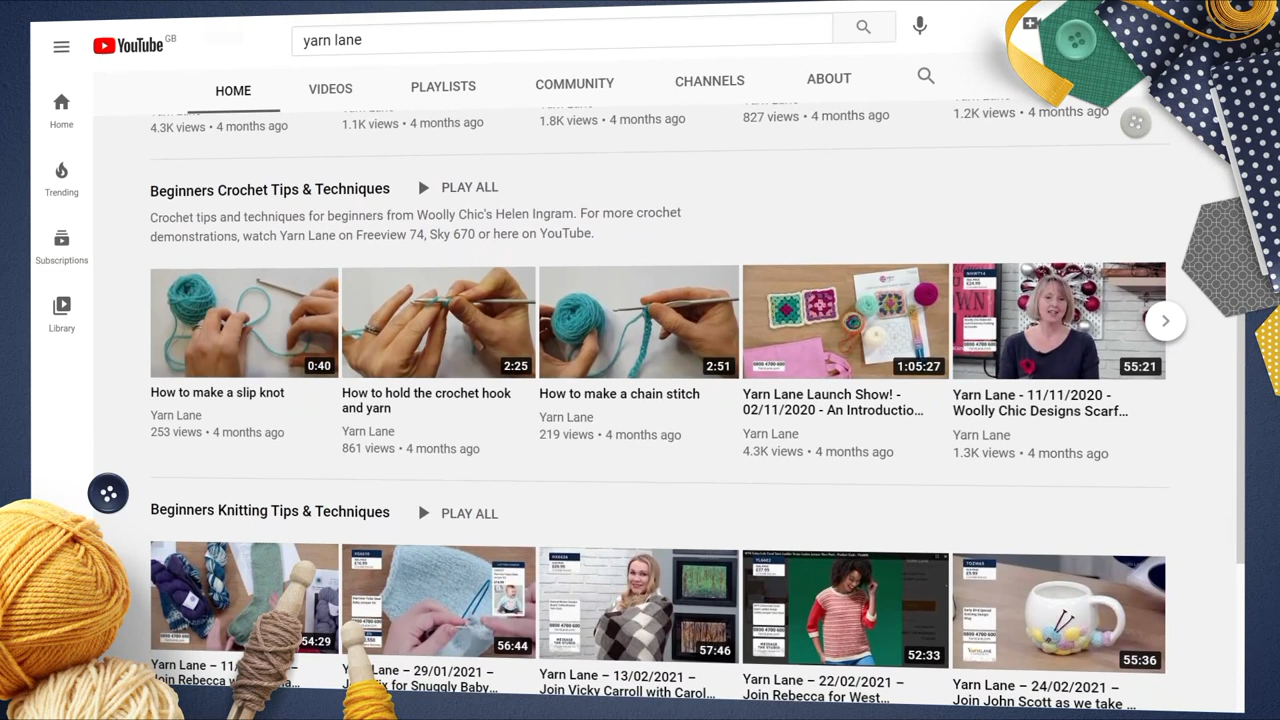 YouTube GB
yarn lane
HOME
VIDEOS
PLAYLISTS
COMMUNITY
CHANNELS
ABOUT
Home
Trending
Subscriptions
Library
4.3K views • 4 months ago
1.1K views • 4 months ago
1.8K views • 4 months ago
827 views • 4 months ago
1.2K views • 4 months ago
Beginners Crochet Tips & Techniques
PLAY ALL
Crochet tips and techniques for beginners from Woolly Chic's Helen Ingram. For more crochet
demonstrations, watch Yarn Lane on Freeview 74, Sky 670 or here on YouTube.
0:40
2:25
2:51
1:05:27
55:21
How to make a slip knot
Yarn Lane
253 views • 4 months ago
How to hold the crochet hook
and yarn
Yarn Lane
861 views • 4 months ago
How to make a chain stitch
Yarn Lane
219 views • 4 months ago
Yarn Lane Launch Show! -
02/11/2020 - An Introductio…
Yarn Lane
4.3K views • 4 months ago
Yarn Lane - 11/11/2020 -
Woolly Chic Designs Scarf…
Yarn Lane
1.3K views • 4 months ago
Beginners Knitting Tips & Techniques
PLAY ALL
54:29
56:44
57:46
52:33
55:36
Yarn Lane – 11
Join Rebecca
Lane – 29/01/2021 –
for Snuggly Baby…
Yarn Lane – 13/02/2021 –
Join Vicky Carroll with Carol…
Yarn Lane – 22/02/2021 –
Join Rebecca for West…
Yarn Lane – 24/02/2021 –
Join John Scott as we take …